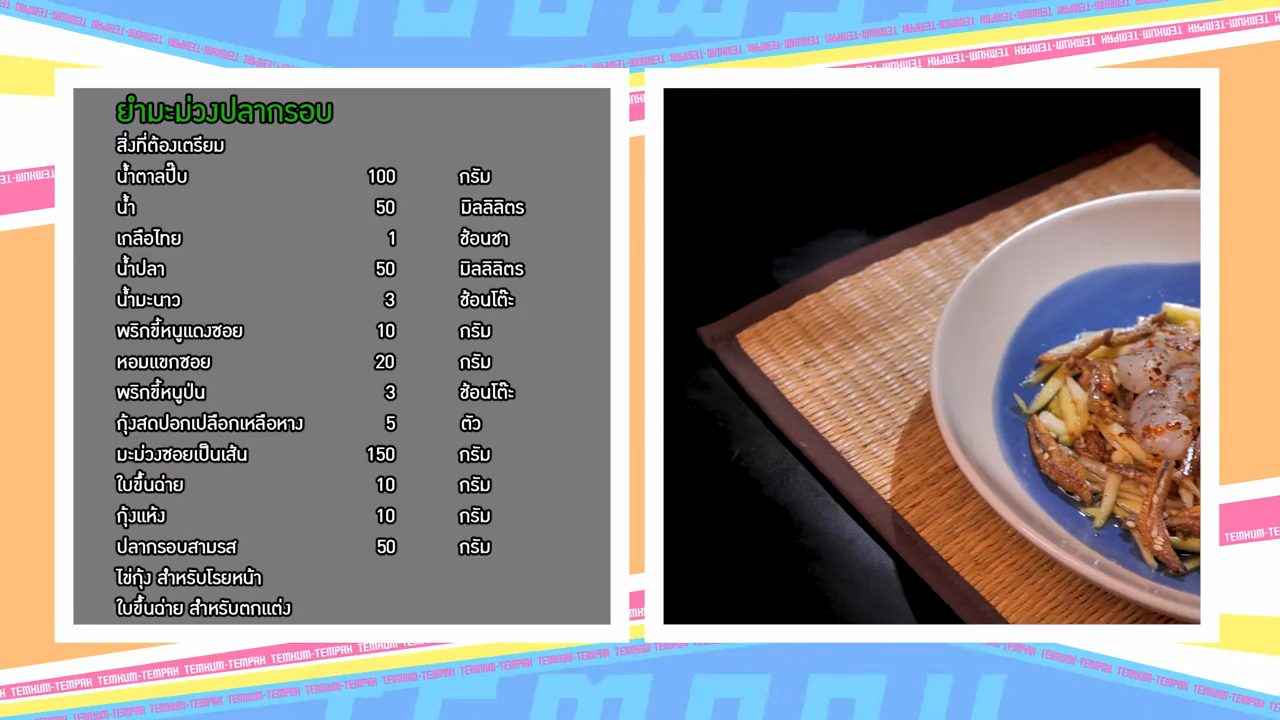 ยำมะม่วงปลากรอบ
สิ่งที่ต้องเตรียม
น้ำตาลปี๊บ 100 กรัม
น้ำ 50 มิลลิลิตร
เกลือไทย 1 ช้อนชา
น้ำปลา 50 มิลลิลิตร
น้ำมะนาว 3 ช้อนโต๊ะ
พริกขี้หนูแดงซอย 10 กรัม
หอมแขกซอย 20 กรัม
พริกขี้หนูป่น 3 ช้อนโต๊ะ
กุ้งสดปอกเปลือกเหลือหาง 5 ตัว
มะม่วงซอยเป็นเส้น 150 กรัม
ใบขึ้นฉ่าย 10 กรัม
กุ้งแห้ง 10 กรัม
ปลากรอบสามรส 50 กรัม
ไข่กุ้ง สำหรับโรยหน้า
ใบขึ้นฉ่าย สำหรับตกแต่ง
TEMKUM-TEMPAK